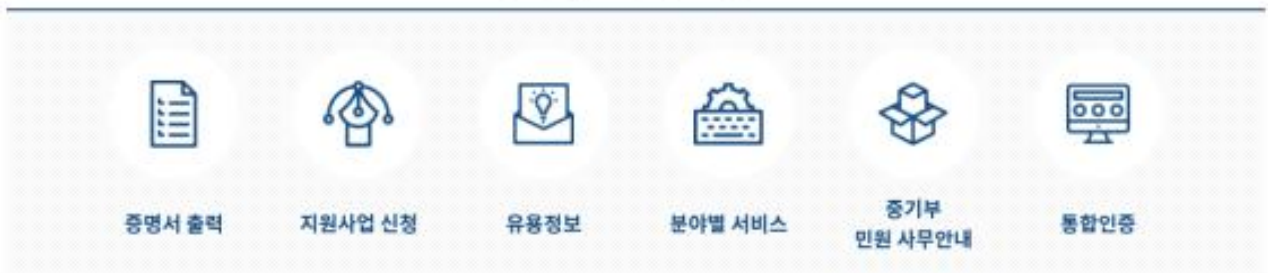 증명서 출력
지원사업 신청
유용정보
분야별 서비스
중기부
민원 사무안내
통합인증